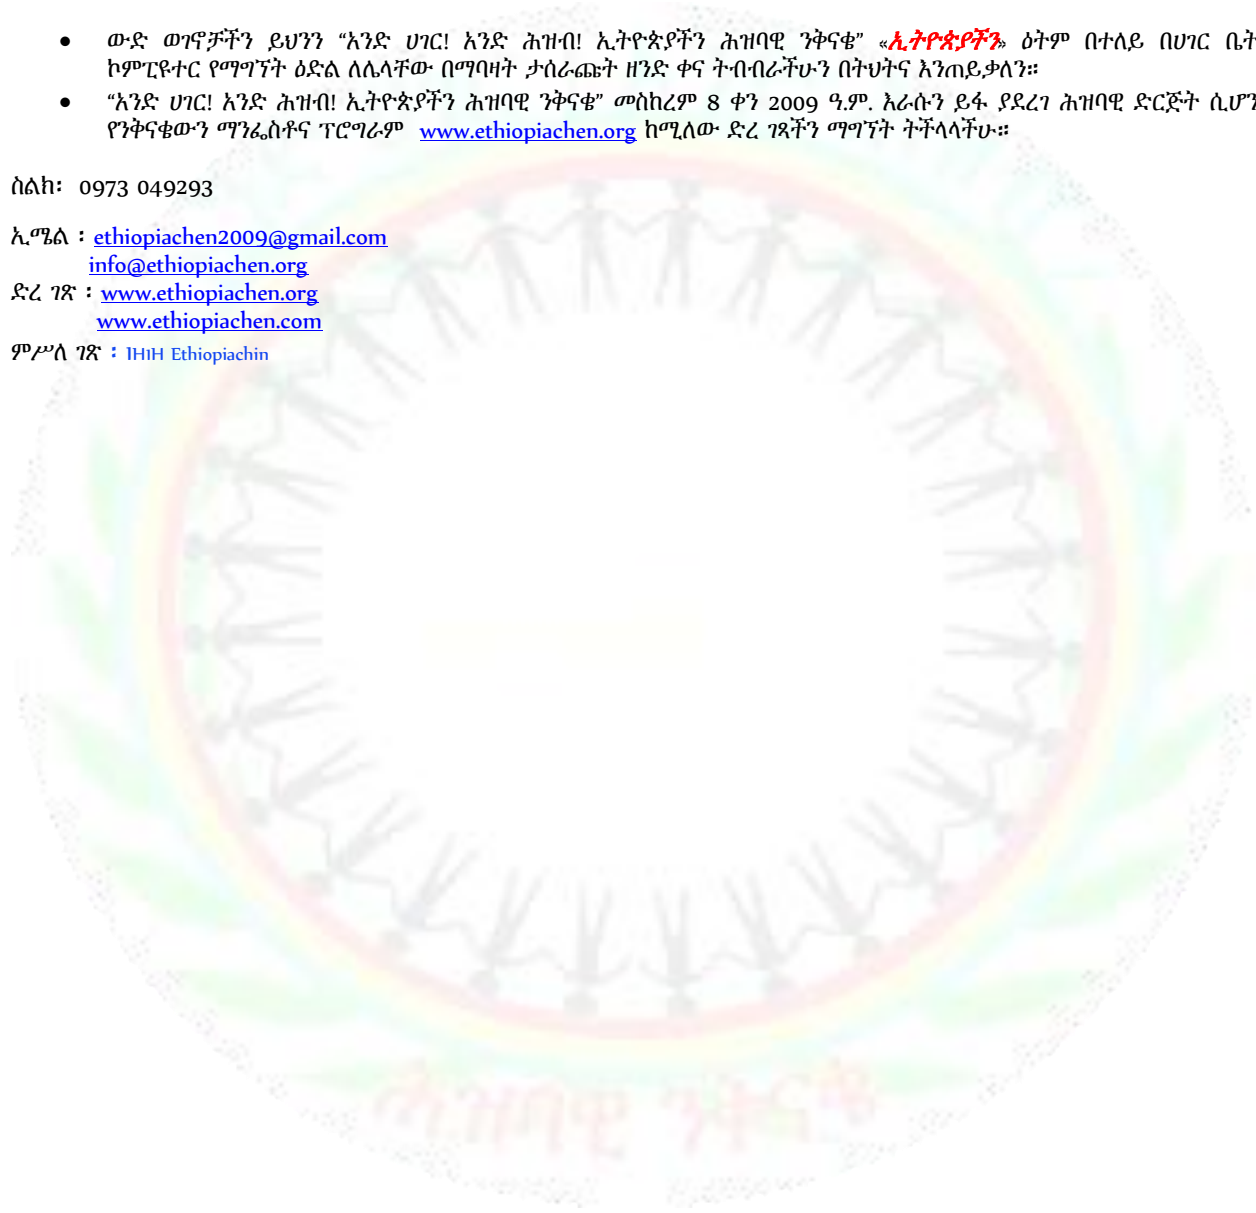 • ውድ ወገኖቻችን ይህንን “አንድ ሀገር! አንድ ሕዝብ! ኢትዮጵያችን ሕዝባዊ ንቅናቄ” «ኢትዮጵያችን» ዕትም በተለይ በሀገር ቤት
ኮምፒዩተር የማግኘት ዕድል ለሌላቸው በማባዛት ታሰራጩት ዘንድ ቀና ትብብራችሁን በትህትና እንጠይቃለን።
• “አንድ ሀገር! አንድ ሕዝብ! ኢትዮጵያችን ሕዝባዊ ንቅናቄ” መስከረም 8 ቀን 2009 ዓ.ም. እራሱን ይፋ ያደረገ ሕዝባዊ ድርጅት ሲሆን
የንቅናቄውን ማንፌስቶና ፕሮግራም www.ethiopiachen.org ከሚለው ድረ ገጻችን ማግኘት ትችላላችሁ።
ስልክ፡ 0973 049293
ኢሜል ፡ ethiopiachen2009@gmail.com
info@ethiopiachen.org
ድረ ገጽ ፡ www.ethiopiachen.org
www.ethiopiachen.com
ምሥለ ገጽ ፡ 1H1H Ethiopiachin
ሕዝባዊ ንቅናቄ